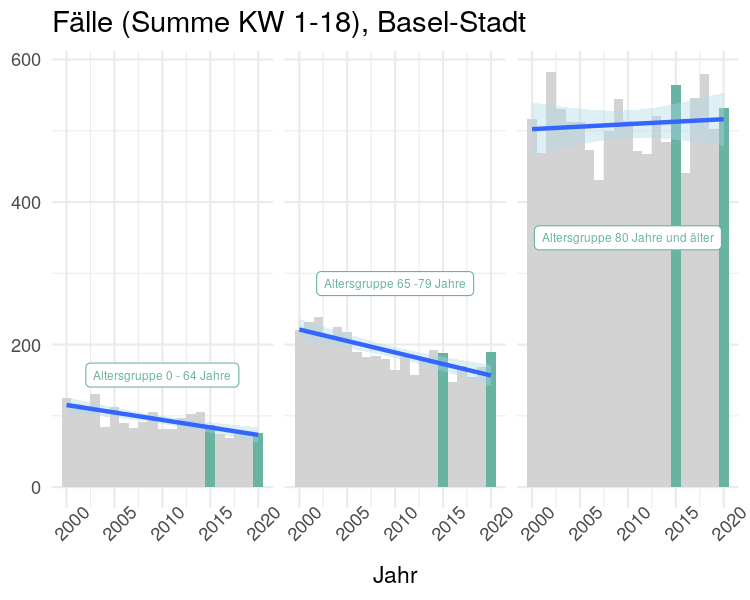 Fälle (Summe KW 1-18), Basel-Stadt
600
400
200
0
Altersgruppe 0 - 64 Jahre
Altersgruppe 65 -79 Jahre
Altersgruppe 80 Jahre und älter
2000 2005 2010 2015 2020
2000 2005 2010 2015 2020
2000 2005 2010 2015 2020
Jahr